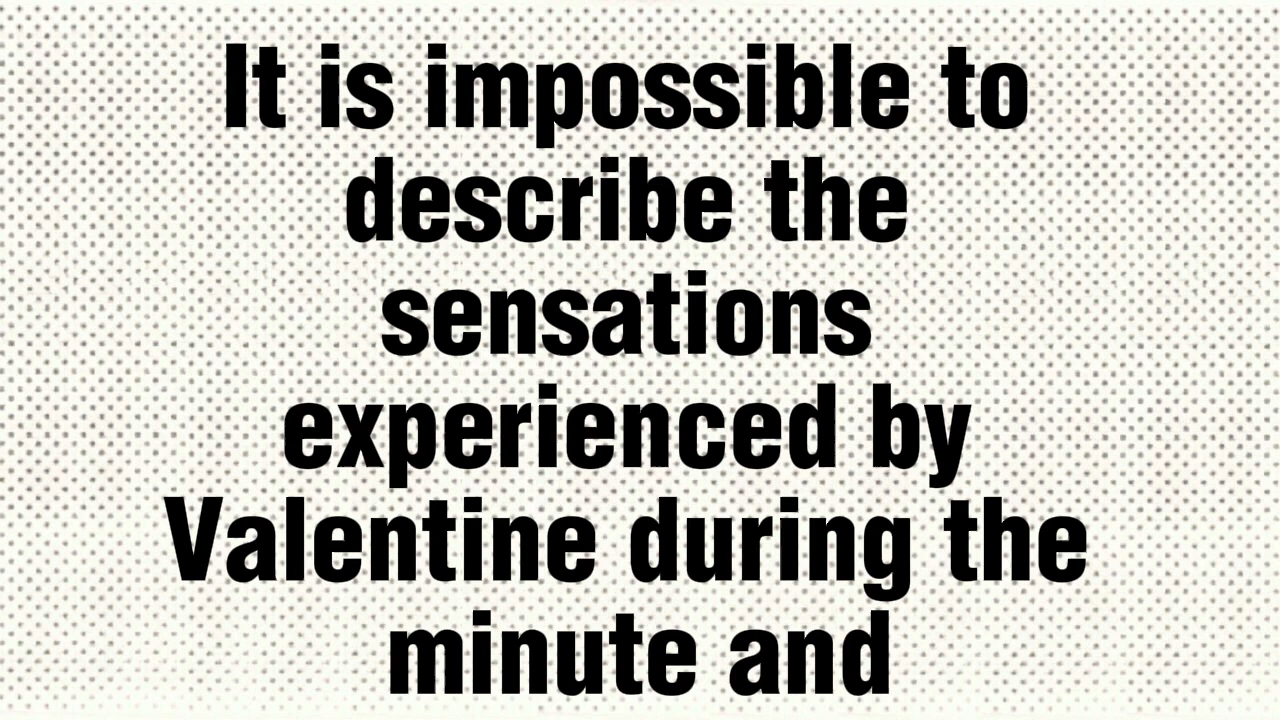 It is impossible to
describe the
sensations
experienced by
Valentine during the
minute and